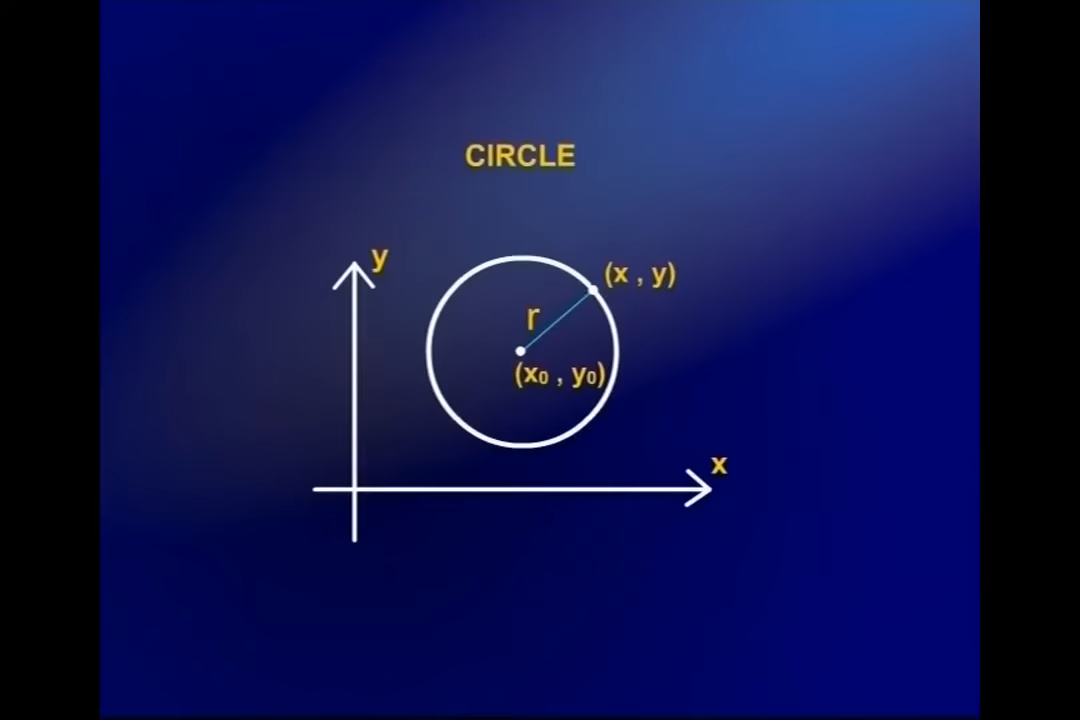 CIRCLE
y
(x , y)
r
(x₀ , y₀)
x